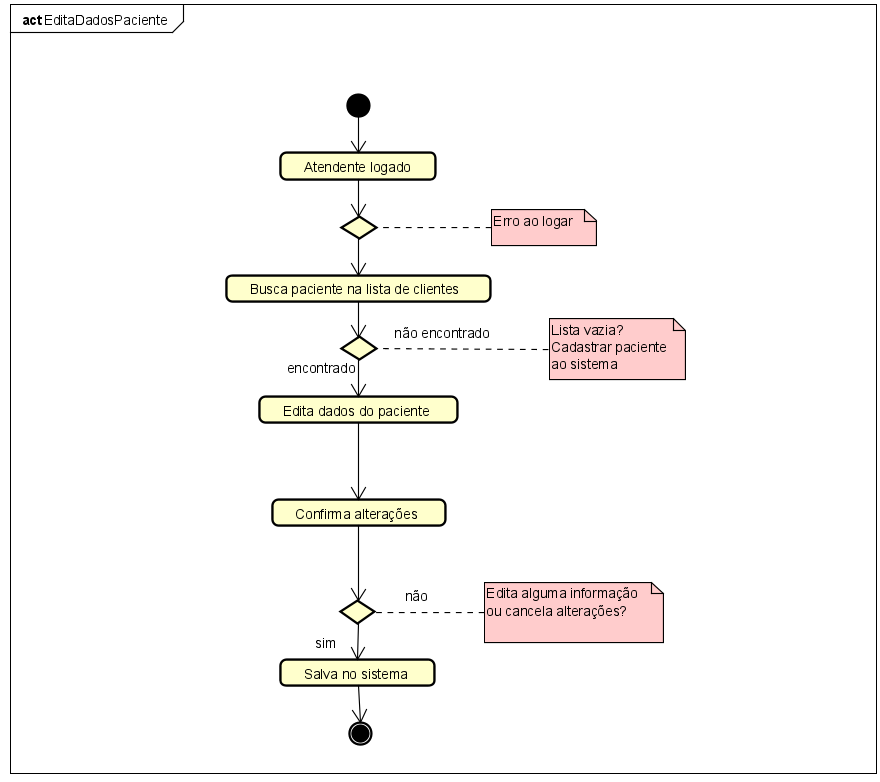 act EditaDadosPaciente
Atendente logado
Erro ao logar
Busca paciente na lista de clientes
não encontrado
Lista vazia?
Cadastrar paciente
ao sistema
encontrado
Edita dados do paciente
Confirma alterações
não
Edita alguma informação
ou cancela alterações?
sim
Salva no sistema